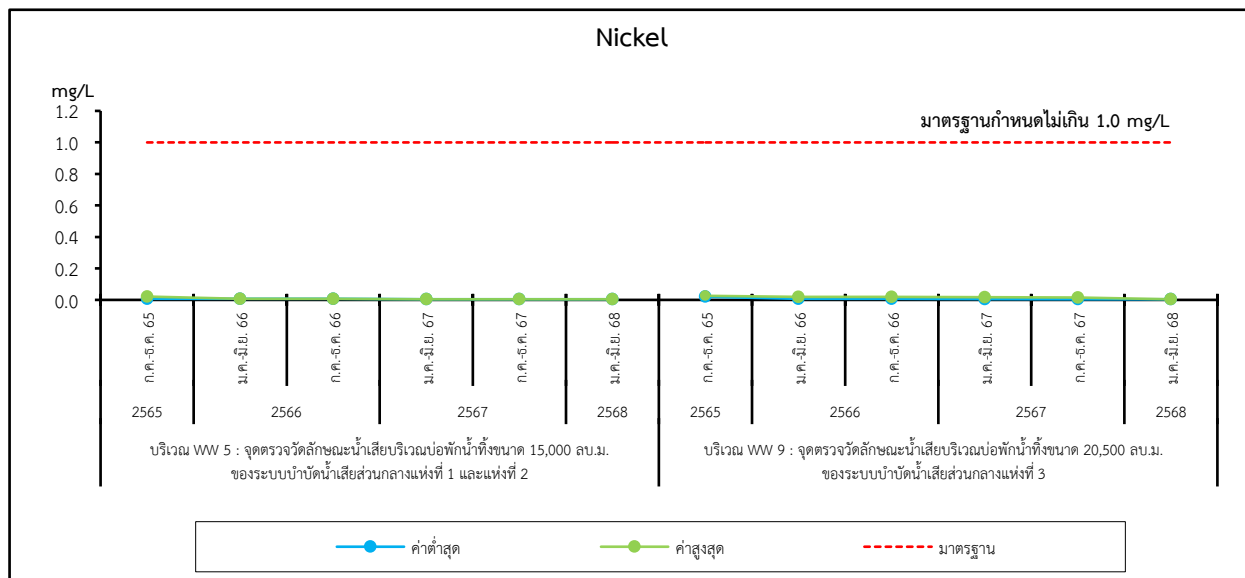 Nickel
mg/L
มาตรฐานกำหนดไม่เกิน 1.0 mg/L
1.2
1.0
0.8
0.6
0.4
0.2
0.0
ก.ค.-ธ.ค. 65 ม.ค.-มิ.ย. 66 ก.ค.-ธ.ค. 66 ม.ค.-มิ.ย. 67 ก.ค.-ธ.ค. 67 ม.ค.-มิ.ย. 68 ก.ค.-ธ.ค. 65 ม.ค.-มิ.ย. 66 ก.ค.-ธ.ค. 66 ม.ค.-มิ.ย. 67 ก.ค.-ธ.ค. 67 ม.ค.-มิ.ย. 68
2565 2566 2567 2568 2565 2566 2567 2568
บริเวณ WW 5 : จุดตรวจวัดลักษณะน้ำเสียบริเวณบ่อพักน้ำทิ้งขนาด 15,000 ลบ.ม.
ของระบบบำบัดน้ำเสียส่วนกลางแห่งที่ 1 และแห่งที่ 2
บริเวณ WW 9 : จุดตรวจวัดลักษณะน้ำเสียบริเวณบ่อพักน้ำทิ้งขนาด 20,500 ลบ.ม.
ของระบบบำบัดน้ำเสียส่วนกลางแห่งที่ 3
ค่าต่ำสุด ค่าสูงสุด มาตรฐาน